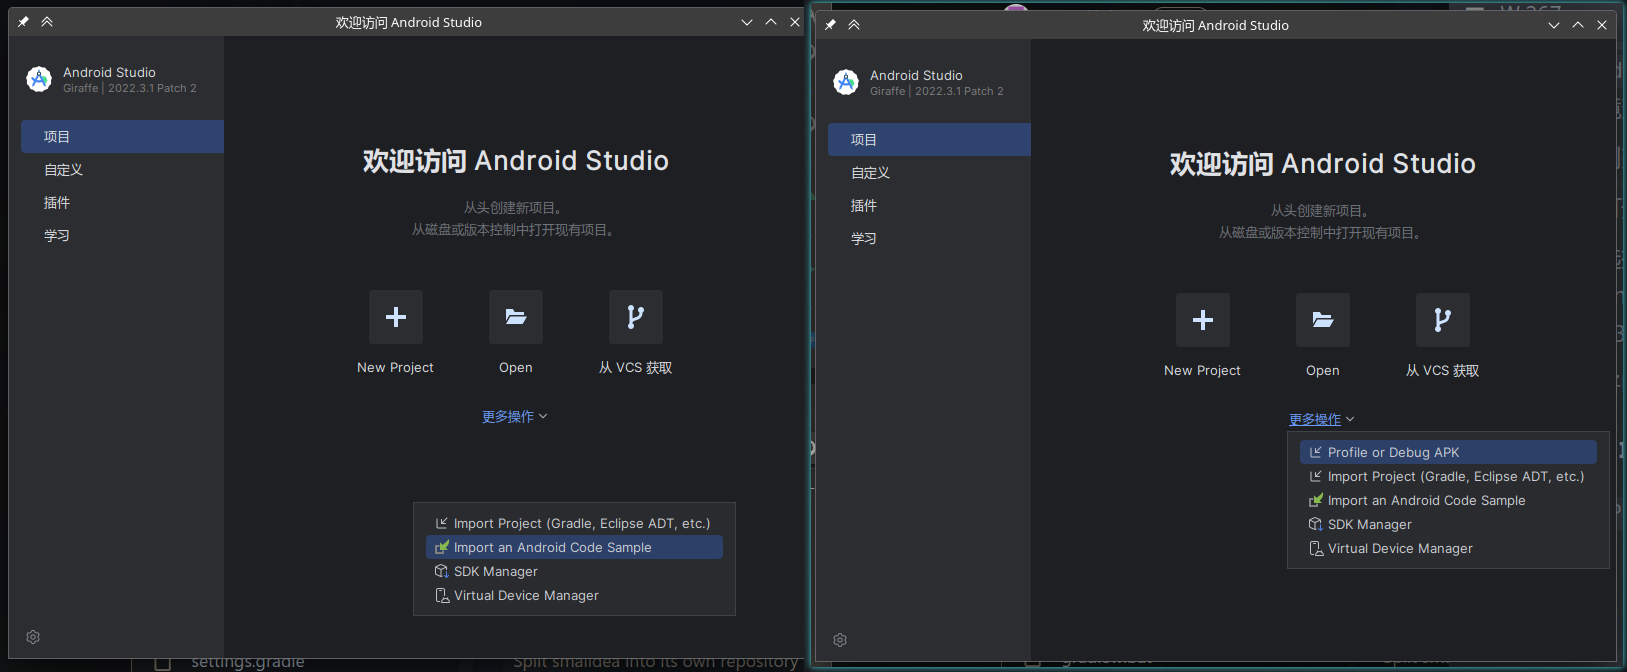 欢迎访问 Android Studio
Android Studio
Giraffe | 2022.3.1 Patch 2
项目
自定义
插件
学习
欢迎访问 Android Studio
从头创建新项目。
从磁盘或版本控制中打开现有项目。
New Project
Open
从 VCS 获取
更多操作
Import Project (Gradle, Eclipse ADT, etc.)
Import an Android Code Sample
SDK Manager
Virtual Device Manager
settings.gradle
Split smalidea into its own repository
欢迎访问 Android Studio
Android Studio
Giraffe | 2022.3.1 Patch 2
项目
自定义
插件
学习
欢迎访问 Android Studio
从头创建新项目。
从磁盘或版本控制中打开现有项目。
New Project
Open
从 VCS 获取
更多操作
Profile or Debug APK
Import Project (Gradle, Eclipse ADT, etc.)
Import an Android Code Sample
SDK Manager
Virtual Device Manager